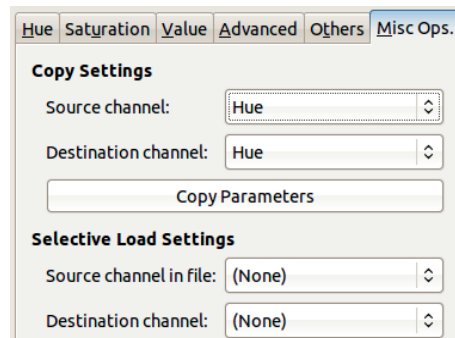 Hue Saturation Value Advanced Others Misc Ops.
Copy Settings
Source channel: Hue
Destination channel: Hue
Copy Parameters
Selective Load Settings
Source channel in file: (None)
Destination channel: (None)